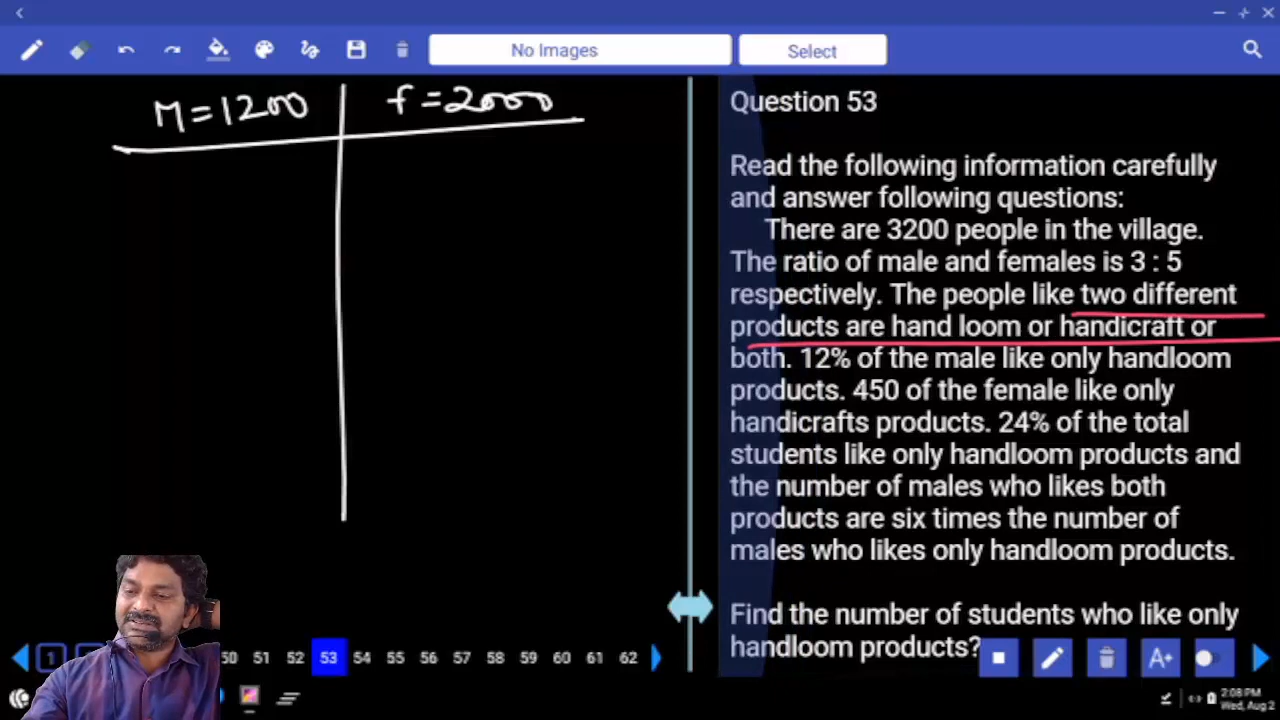 No Images
Select
M = 1200
f = 2000
Question 53
Read the following information carefully
and answer following questions:
There are 3200 people in the village.
The ratio of male and females is 3 : 5
respectively. The people like two different
products are hand loom or handicraft or
both. 12% of the male like only handloom
products. 450 of the female like only
handicrafts products. 24% of the total
students like only handloom products and
the number of males who likes both
products are six times the number of
males who likes only handloom products.
Find the number of students who like only
handloom products?
1 50 51 52 53 54 55 56 57 58 59 60 61 62
A+
2:08 PM
Wed, Aug 2